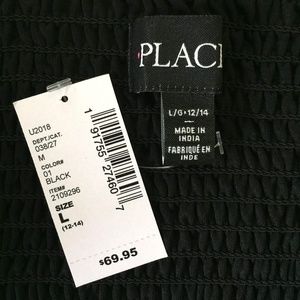 PLACE
L/G•12/14
MADE IN
INDIA
FABRIQUÉ EN
INDE
U2018
DEPT./CAT.
038/27
M
COLOR#
01
BLACK
ITEM#
2109296
SIZE
L
(12-14)
$69.95
1 97755 27460 7